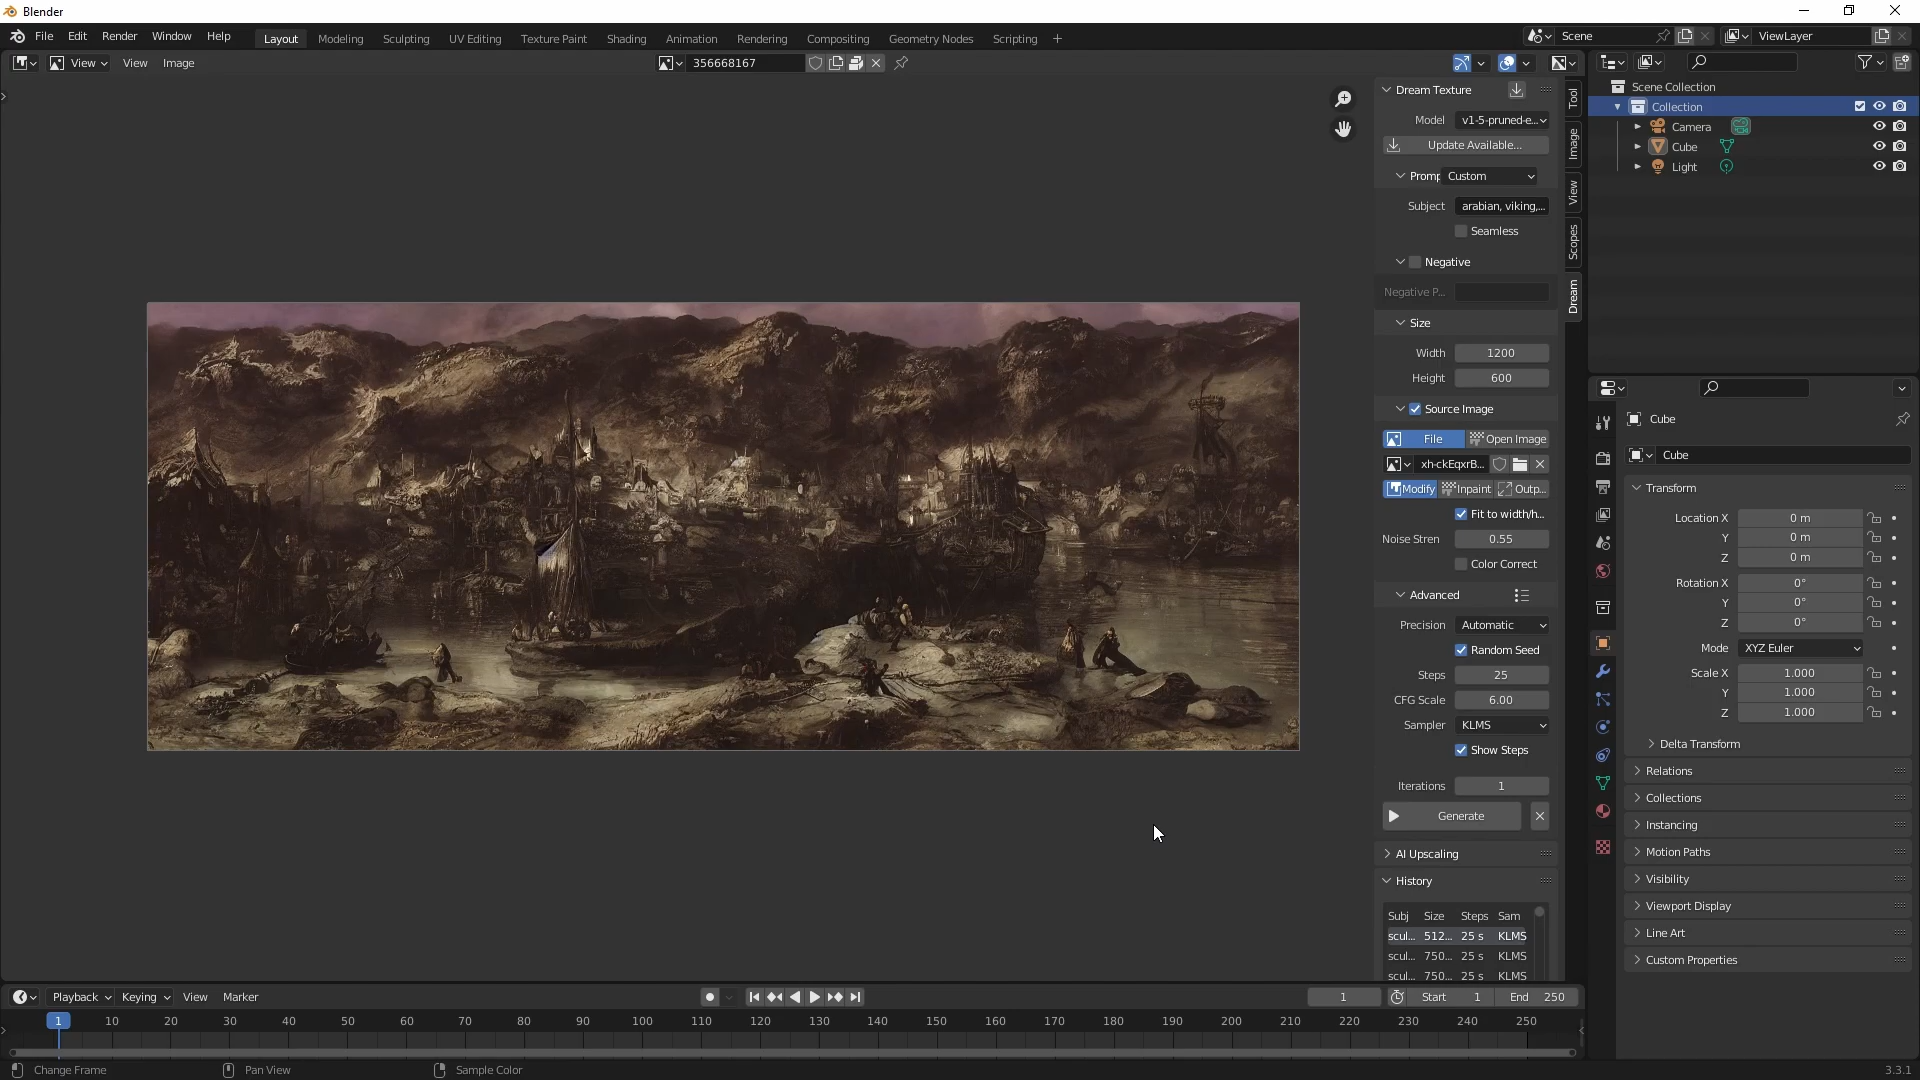 Blender
File Edit Render Window Help
Layout Modeling Sculpting UV Editing Texture Paint Shading Animation Rendering Compositing Geometry Nodes Scripting +
Scene
ViewLayer
View View Image
356668167
Dream Texture
Model v1-5-pruned-e...
Update Available...
Promp Custom
Subject arabian, viking,...
Seamless
Negative
Negative P...
Size
Width 1200
Height 600
Source Image
File Open Image
xh-ckEqxrB...
Modify Inpaint Outp...
Fit to width/h...
Noise Stren 0.55
Color Correct
Advanced
Precision Automatic
Random Seed
Steps 25
CFG Scale 6.00
Sampler KLMS
Show Steps
Iterations 1
Generate
AI Upscaling
History
Subj Size Steps Sam
scul... 512... 25 s KLMS
scul... 750... 25 s KLMS
scul... 750... 25 s KLMS
Tool
Image
View
Scopes
Dream
Scene Collection
Collection
Camera
Cube
Light
Cube
Cube
Transform
Location X 0 m
Y 0 m
Z 0 m
Rotation X 0°
Y 0°
Z 0°
Mode XYZ Euler
Scale X 1.000
Y 1.000
Z 1.000
Delta Transform
Relations
Collections
Instancing
Motion Paths
Visibility
Viewport Display
Line Art
Custom Properties
Playback Keying View Marker
1 Start 1 End 250
1 10 20 30 40 50 60 70 80 90 100 110 120 130 140 150 160 170 180 190 200 210 220 230 240 250
Change Frame Pan View Sample Color 3.3.1